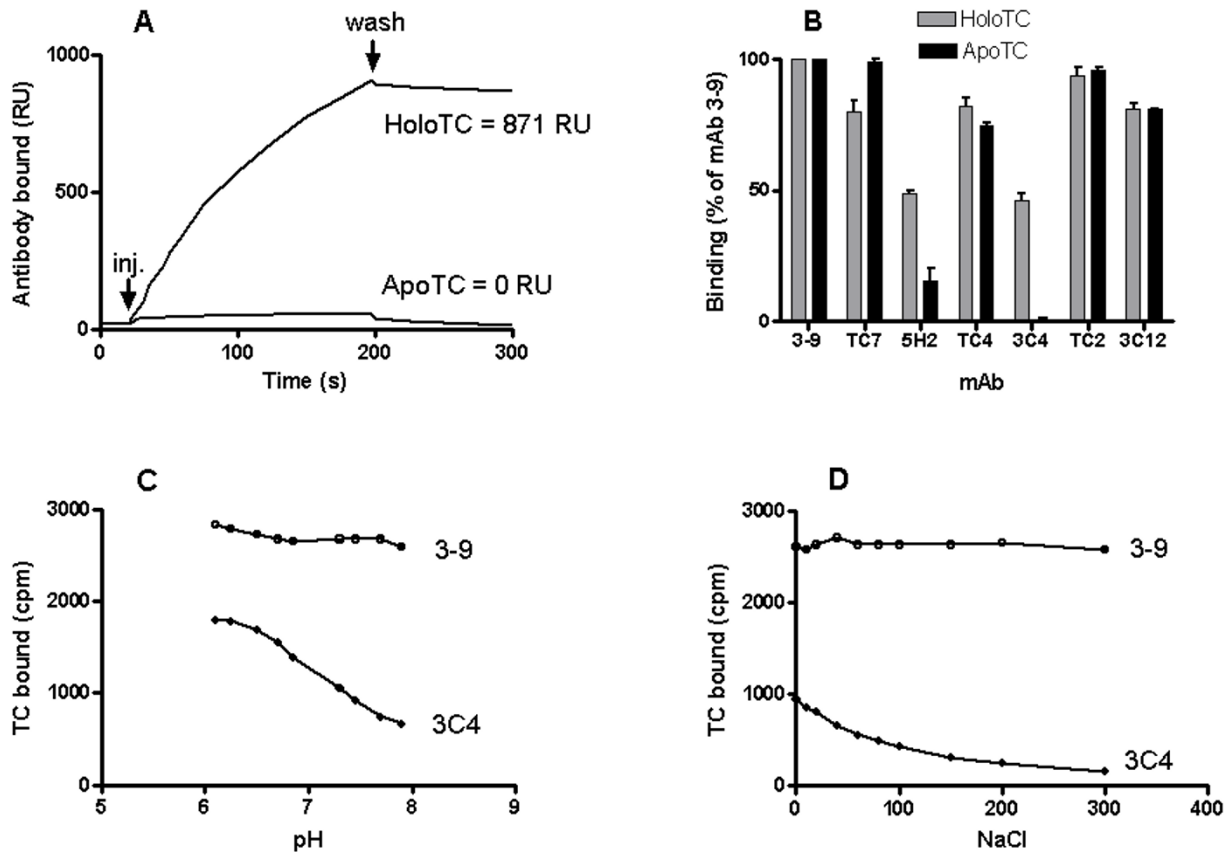 A
wash
1000
500
0
Antibody bound (RU)
inj.
HoloTC = 871 RU
ApoTC = 0 RU
0 100 200 300
Time (s)
B
HoloTC
ApoTC
100
50
0
Binding (% of mAb 3-9)
3-9 TC7 5H2 TC4 3C4 TC2 3C12
mAb
C
3000
2000
1000
0
TC bound (cpm)
3-9
3C4
5 6 7 8 9
pH
D
3000
2000
1000
0
TC bound (cpm)
3-9
3C4
0 100 200 300 400
NaCl